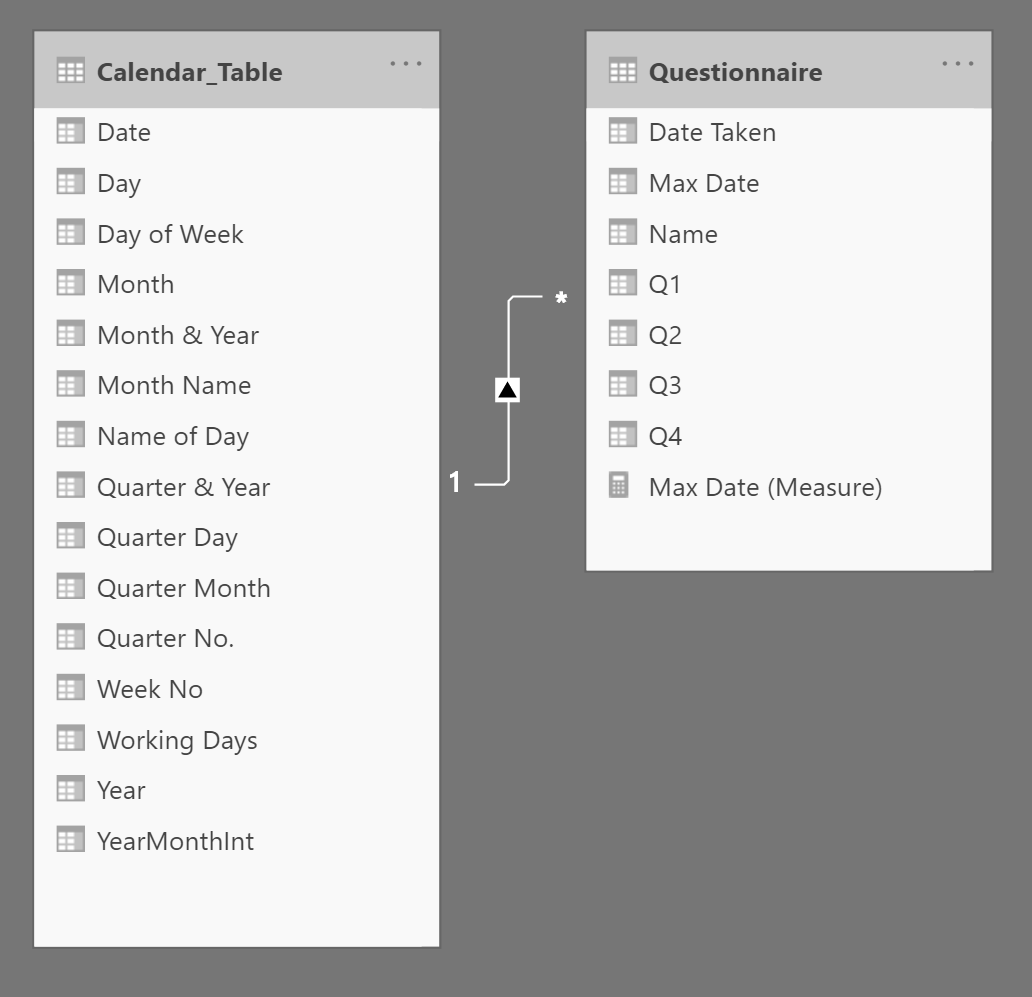 Calendar_Table
Date
Day
Day of Week
Month
Month & Year
Month Name
Name of Day
Quarter & Year
Quarter Day
Quarter Month
Quarter No.
Week No
Working Days
Year
YearMonthInt
1
*
Questionnaire
Date Taken
Max Date
Name
Q1
Q2
Q3
Q4
Max Date (Measure)